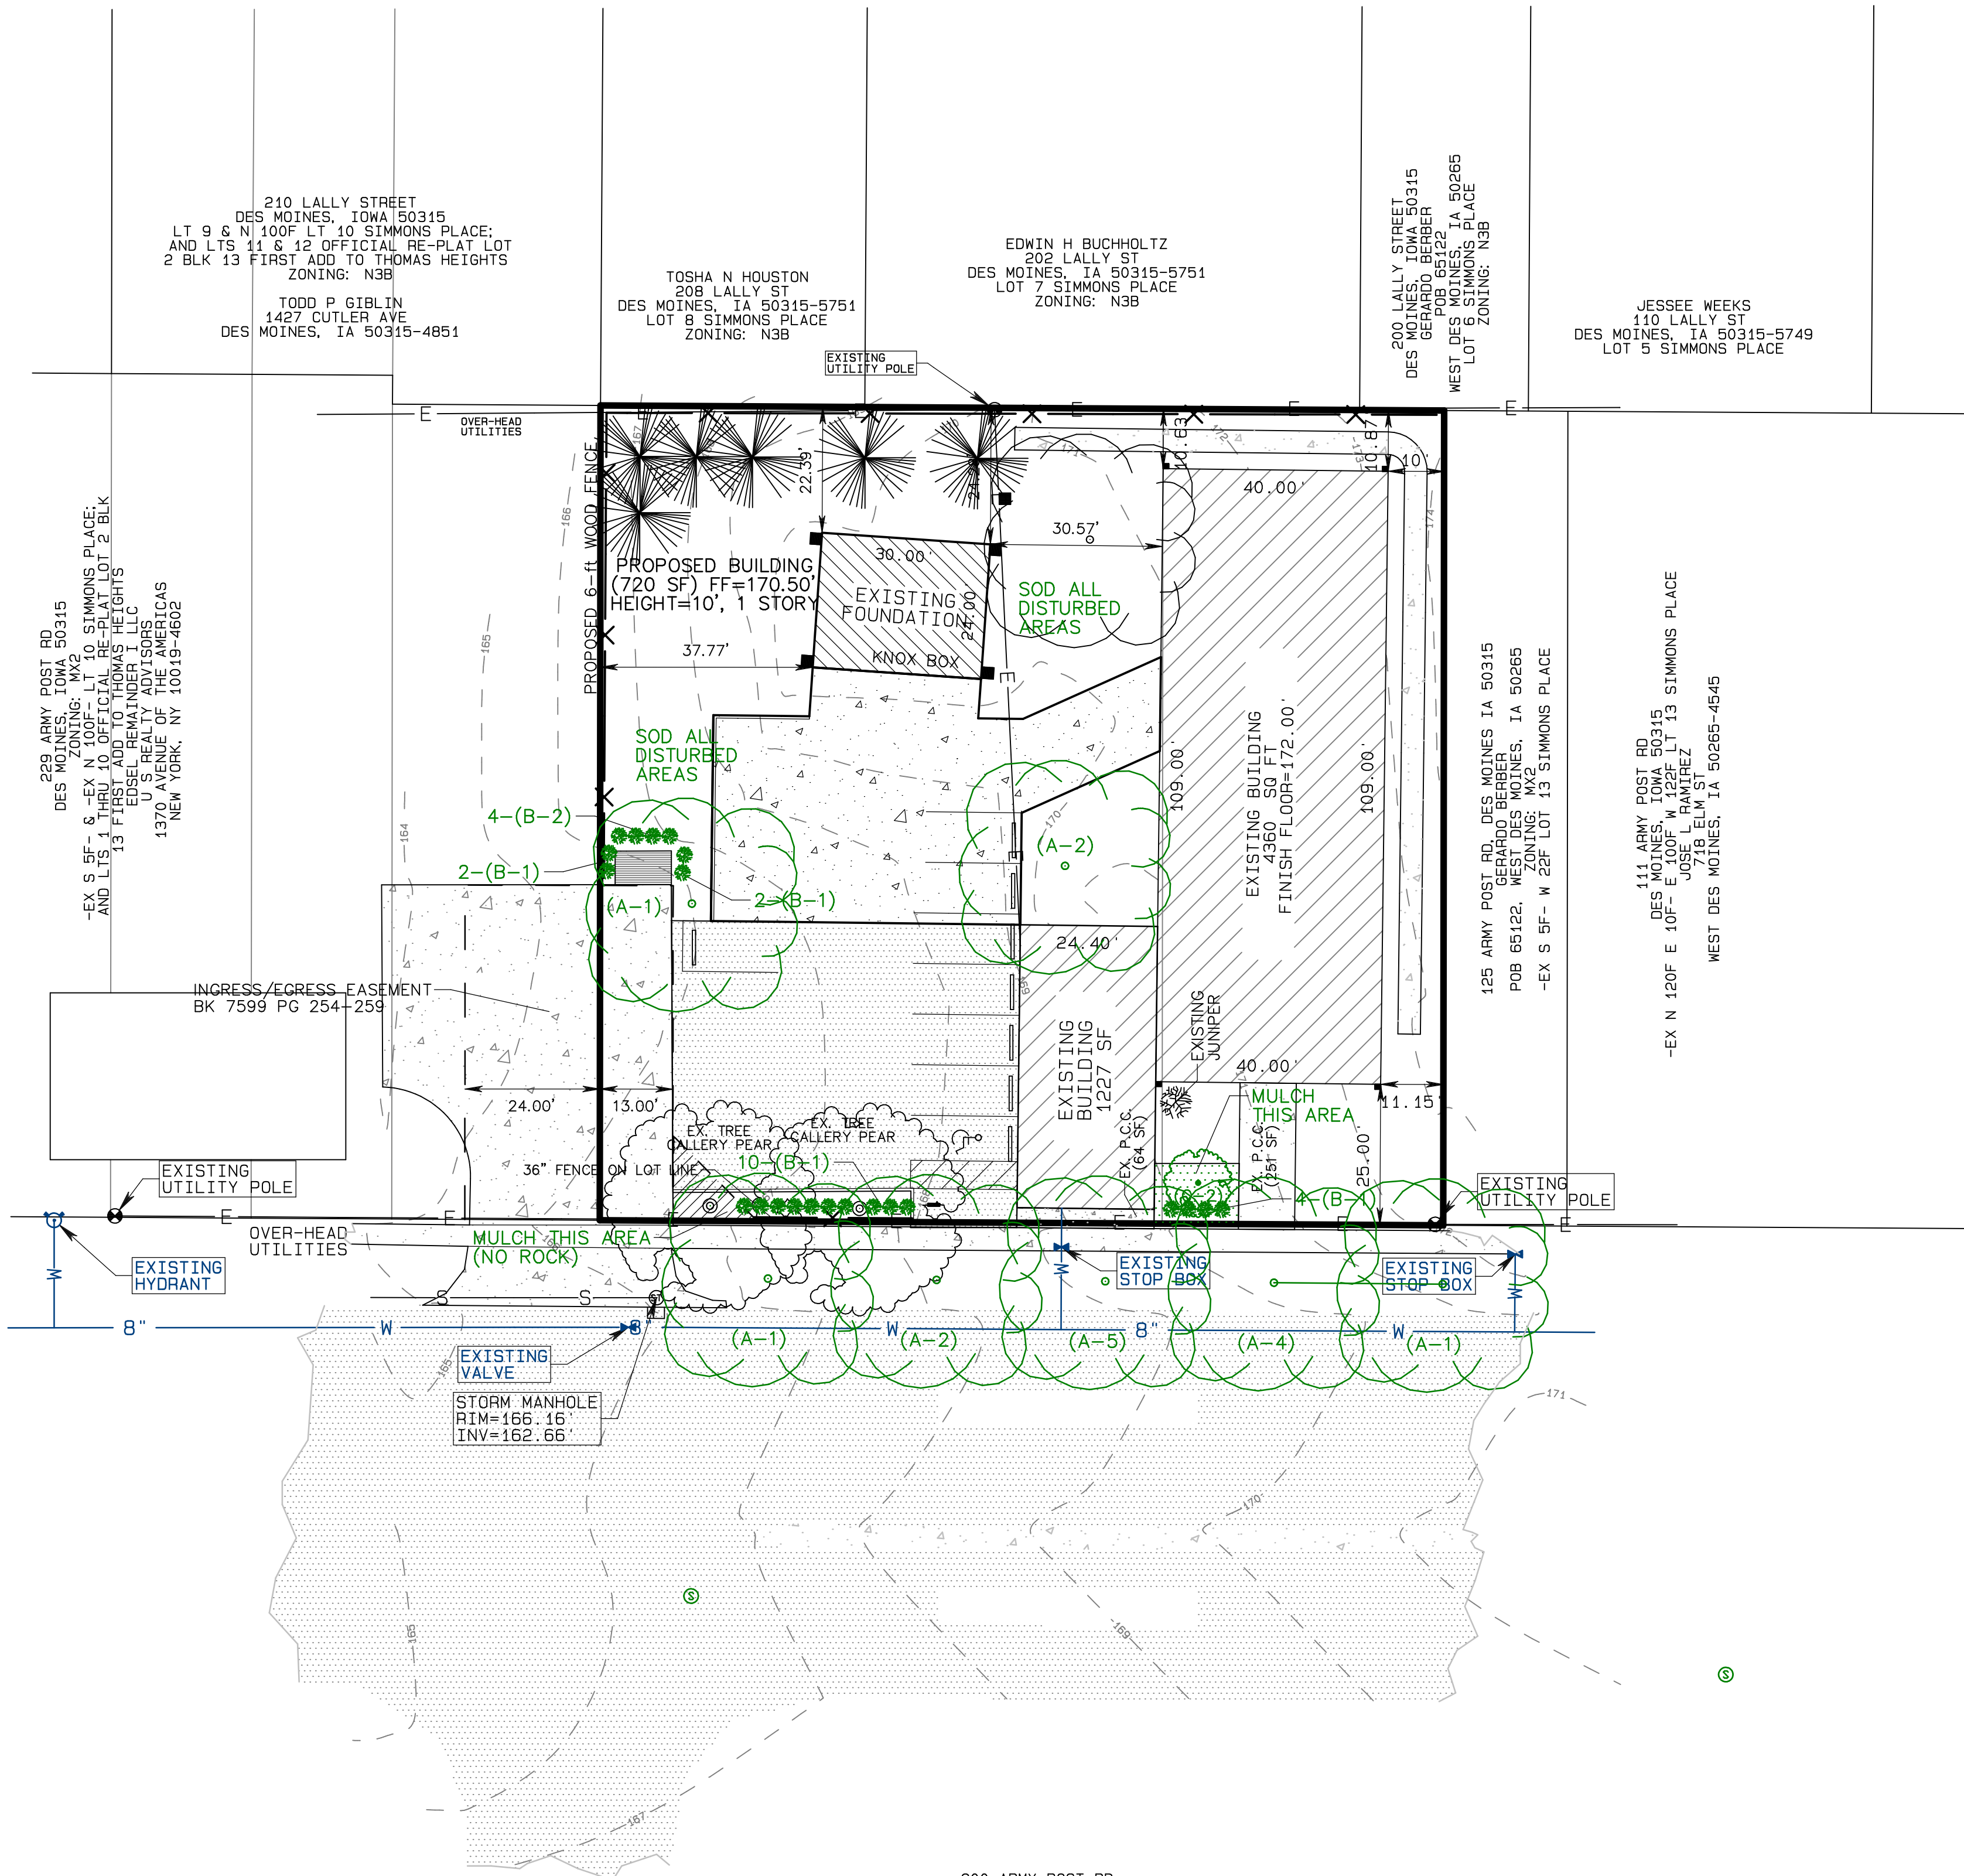 210 LALLY STREET
DES MOINES, IOWA 50315
LT 9 & N 100F LT 10 SIMMONS PLACE;
AND LTS 11 & 12 OFFICIAL RE-PLAT LOT
2 BLK 13 FIRST ADD TO THOMAS HEIGHTS
ZONING: N3B
TODD P GIBLIN
1427 CUTLER AVE
DES MOINES, IA 50315-4851
TOSHA N HOUSTON
208 LALLY ST
DES MOINES, IA 50315-5751
LOT 8 SIMMONS PLACE
ZONING: N3B
EDWIN H BUCHHOLTZ
202 LALLY ST
DES MOINES, IA 50315-5751
LOT 7 SIMMONS PLACE
ZONING: N3B
200 LALLY STREET
DES MOINES, IOWA 50315
GERARDO BERBER
POB 65122
WEST DES MOINES, IA 50265
LOT 6 SIMMONS PLACE
ZONING: N3B
JESSEE WEEKS
110 LALLY ST
DES MOINES, IA 50315-5749
LOT 5 SIMMONS PLACE
EXISTING
UTILITY POLE
E
OVER-HEAD
UTILITIES
E
E
E
E
E
167
171
172
173
174
22.39'
10.63
10.87
10'
40.00'
30.57'
30.00'
24.00'
166
165
164
PROPOSED 6-ft WOOD FENCE
PROPOSED BUILDING
(720 SF) FF=170.50'
HEIGHT=10', 1 STORY
EXISTING
FOUNDATION
KNOX BOX
E
37.77'
SOD ALL
DISTURBED
AREAS
SOD ALL
DISTURBED
AREAS
229 ARMY POST RD
DES MOINES, IOWA 50315
ZONING: MX2
-EX S 5F- & -EX N 100F- LT 10 SIMMONS PLACE;
AND LTS 1 THRU 10 OFFICIAL RE-PLAT LOT 2 BLK
13 FIRST ADD TO THOMAS HEIGHTS
EDSEL REMAINDER I LLC
U S REALTY ADVISORS
1370 AVENUE OF THE AMERICAS
NEW YORK, NY 10019-4602
109.00'
109.00'
EXISTING BUILDING
4360 SQ FT
FINISH FLOOR=172.00'
125 ARMY POST RD, DES MOINES IA 50315
GERARDO BERBER
POB 65122, WEST DES MOINES, IA 50265
ZONING: MX2
-EX S 5F- W 22F LOT 13 SIMMONS PLACE
111 ARMY POST RD
DES MOINES, IOWA 50315
-EX N 120F E 10F- E 100F W 122F LT 13 SIMMONS PLACE
JOSE L RAMIREZ
718 ELM ST
WEST DES MOINES, IA 50265-4545
4-(B-2)
2-(B-1)
2-(B-1)
(A-1)
(A-2)
170
169
24.40'
INGRESS/EGRESS EASEMENT
BK 7599 PG 254-259
EXISTING
BUILDING
1227 SF
EXISTING
JUNIPER
40.00'
MULCH
THIS AREA
11.15'
25.00'
24.00'
13.00'
EX. TREE
CALLERY PEAR
EX. TREE
CALLERY PEAR
36" FENCE ON LOT LINE
10-(B-1)
EX. P.C.C.
(64 SF)
EX. P.C.C.
(251 SF)
4-(B-1)
EXISTING
UTILITY POLE
EXISTING
UTILITY POLE
E
E
E
E
E
E
E
OVER-HEAD
UTILITIES
MULCH THIS AREA
(NO ROCK)
EXISTING
HYDRANT
EXISTING
STOP BOX
EXISTING
STOP BOX
W
W
W
S
S
ST
8"
W
8"
W
8"
W
(A-1)
(A-2)
(A-5)
(A-4)
(A-1)
EXISTING
VALVE
165
STORM MANHOLE
RIM=166.16'
INV=162.66'
171
170
169
165
167
S
S